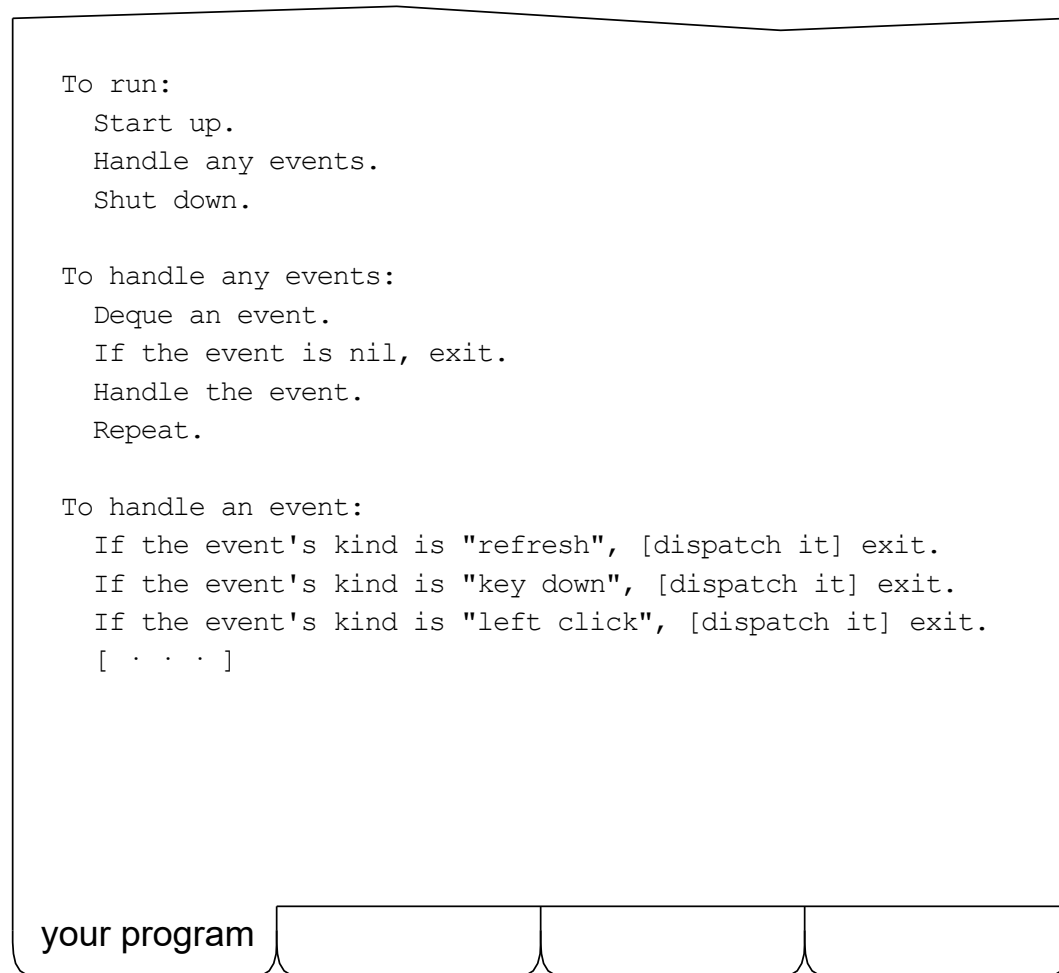 To run:
Start up.
Handle any events.
Shut down.
To handle any events:
Deque an event.
If the event is nil, exit.
Handle the event.
Repeat.
To handle an event:
If the event's kind is "refresh", [dispatch it] exit.
If the event's kind is "key down", [dispatch it] exit.
If the event's kind is "left click", [dispatch it] exit.
[ · · · ]
your program